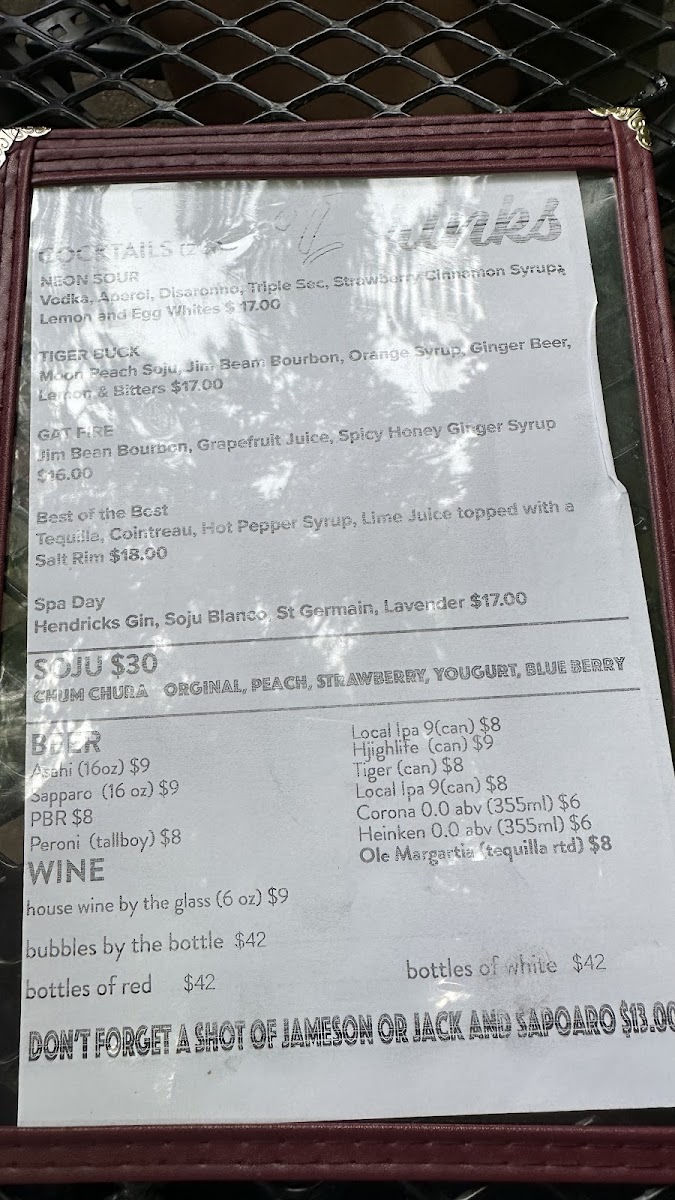 Drinks
COCKTAILS
NEON SOUR
Vodka, Aperol, Disaronno, Triple Sec, Strawberry Cinnamon Syrup,
Lemon and Egg Whites $ 17.00
TIGER BUCK
Moon Peach Soju, Jim Beam Bourbon, Orange Syrup, Ginger Beer,
Lemon & Bitters $17.00
GAT FIRE
Jim Bean Bourbon, Grapefruit Juice, Spicy Honey Ginger Syrup
$16.00
Best of the Best
Tequilla, Cointreau, Hot Pepper Syrup, Lime Juice topped with a
Salt Rim $18.00
Spa Day
Hendricks Gin, Soju Blanco, St Germain, Lavender $17.00
SOJU $30
CHUM CHURA ORGINAL, PEACH, STRAWBERRY, YOUGURT, BLUE BERRY
BEER
Asahi (16oz) $9
Sapparo (16 oz) $9
PBR $8
Peroni (tallboy) $8
Local Ipa 9(can) $8
Hjighlife (can) $9
Tiger (can) $8
Local Ipa 9(can) $8
Corona 0.0 abv (355ml) $6
Heinken 0.0 abv (355ml) $6
Ole Margartia (tequilla rtd) $8
WINE
house wine by the glass (6 oz) $9
bubbles by the bottle $42
bottles of red $42
bottles of white $42
DON'T FORGET A SHOT OF JAMESON OR JACK AND SAPOARO $13.00